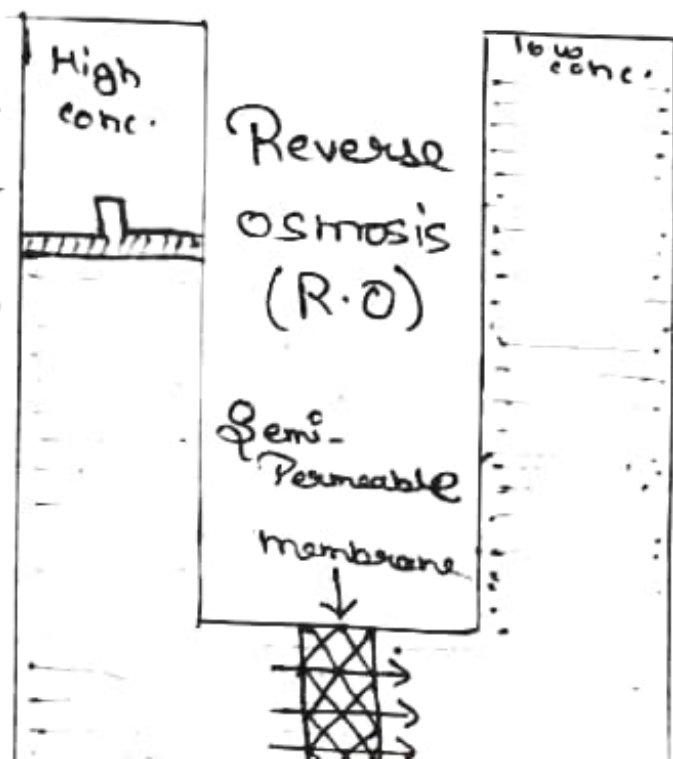 High
conc.
low
conc.
Reverse
osmosis
(R.O)
Semi-
Permeable
membrane